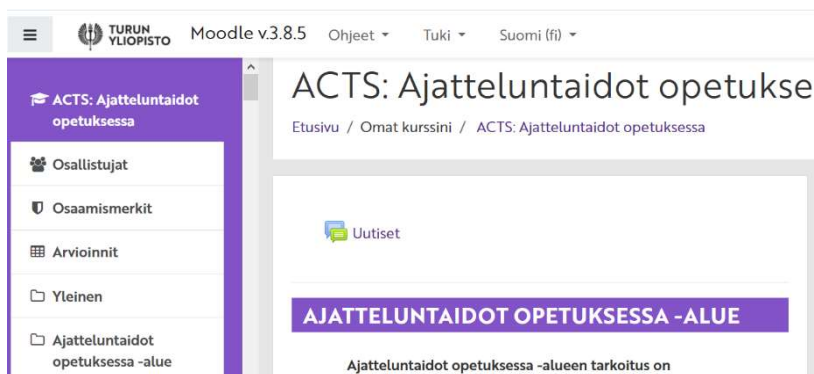 TURUN
YLIOPISTO
Moodle v.3.8.5 Ohjeet Tuki Suomi (fi)
ACTS: Ajatteluntaidot
opetuksessa
Osallistujat
Osaamismerkit
Arvioinnit
Yleinen
Ajatteluntaidot
opetuksessa -alue
ACTS: Ajatteluntaidot opetukse
Etusivu / Omat kurssini / ACTS: Ajatteluntaidot opetuksessa
Uutiset
AJATTELUNTAIDOT OPETUKSESSA -ALUE
Ajatteluntaidot opetuksessa -alueen tarkoitus on